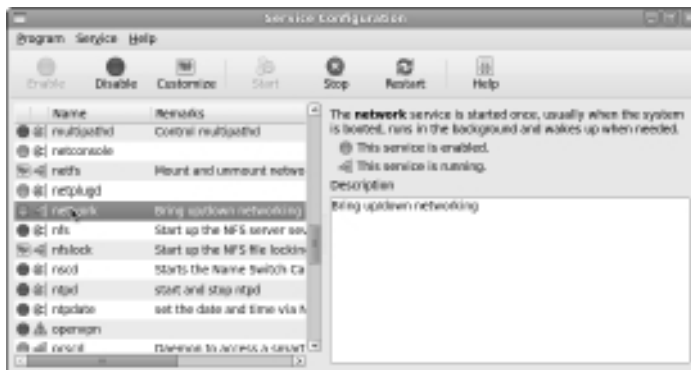 Service Configuration
Program Service Help
Enable Disable Customize Start Stop Restart Help
Name Remarks
multipathd Control multipathd
netconsole
netfs Mount and unmount netwo
netplugd
network Bring up/down networking
nfs Start up the NFS server sev
nfslock Start up the NFS file lockin
nscd Starts the Name Switch Ca
ntpd start and stop ntpd
ntpdate set the date and time via N
openvpn
pcscd Daemon to access a smart
The network service is started once, usually when the system
is booted, runs in the background and wakes up when needed.
This service is enabled.
This service is running.
Description
Bring up/down networking